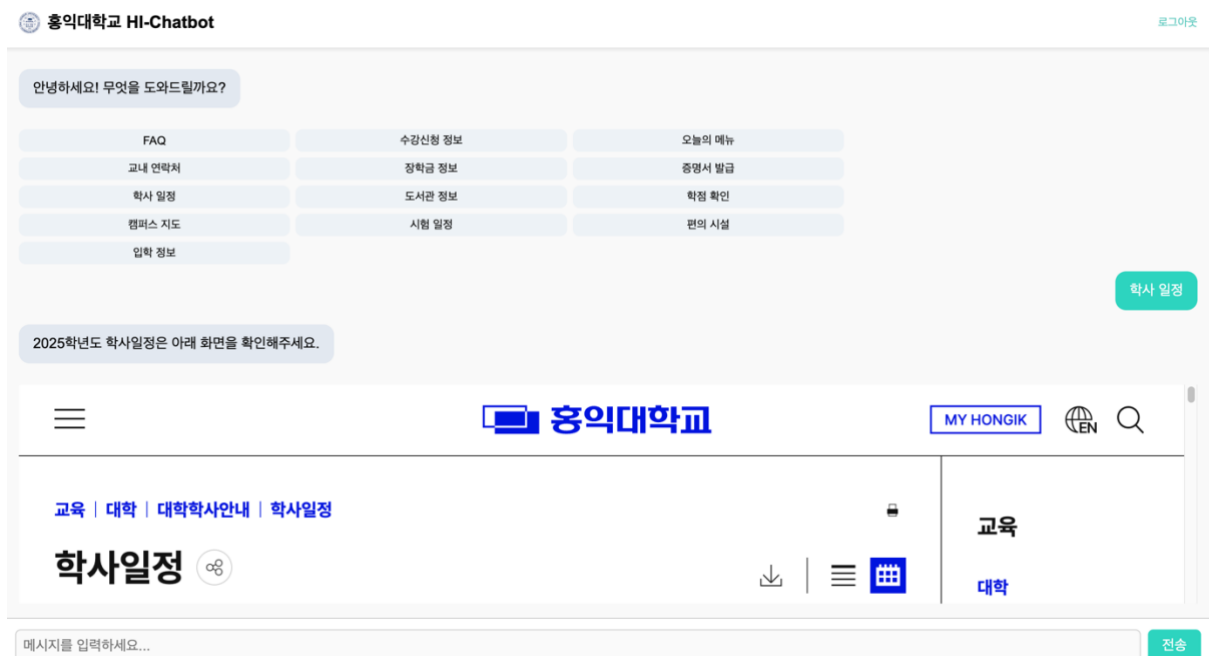 홍익대학교 HI-Chatbot
로그아웃
안녕하세요! 무엇을 도와드릴까요?
FAQ 수강신청 정보 오늘의 메뉴
교내 연락처 장학금 정보 증명서 발급
학사 일정 도서관 정보 학점 확인
캠퍼스 지도 시험 일정 편의 시설
입학 정보
학사 일정
2025학년도 학사일정은 아래 화면을 확인해주세요.
홍익대학교 MY HONGIK EN
교육 | 대학 | 대학학사안내 | 학사일정
교육
학사일정
대학
메시지를 입력하세요... 전송